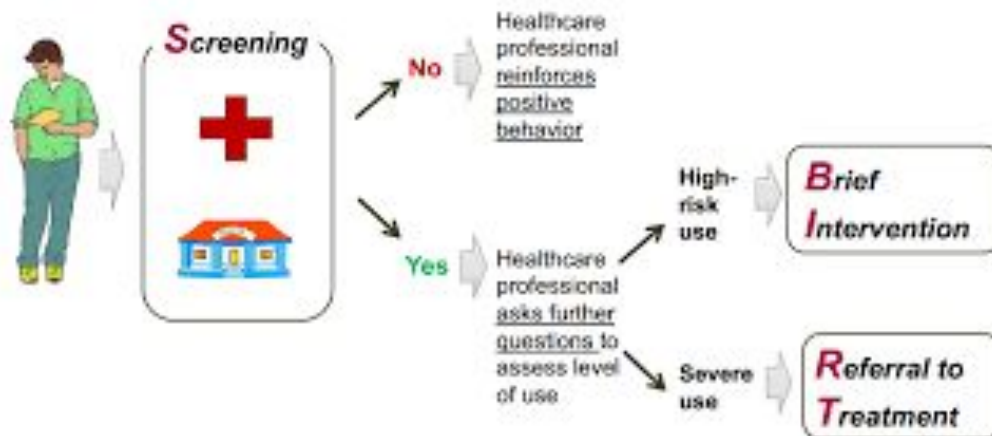 Screening
No
Healthcare
professional
reinforces
positive
behavior
Yes
Healthcare
professional
asks further
questions to
assess level
of use
High-
risk
use
Brief
Intervention
Severe
use
Referral to
Treatment